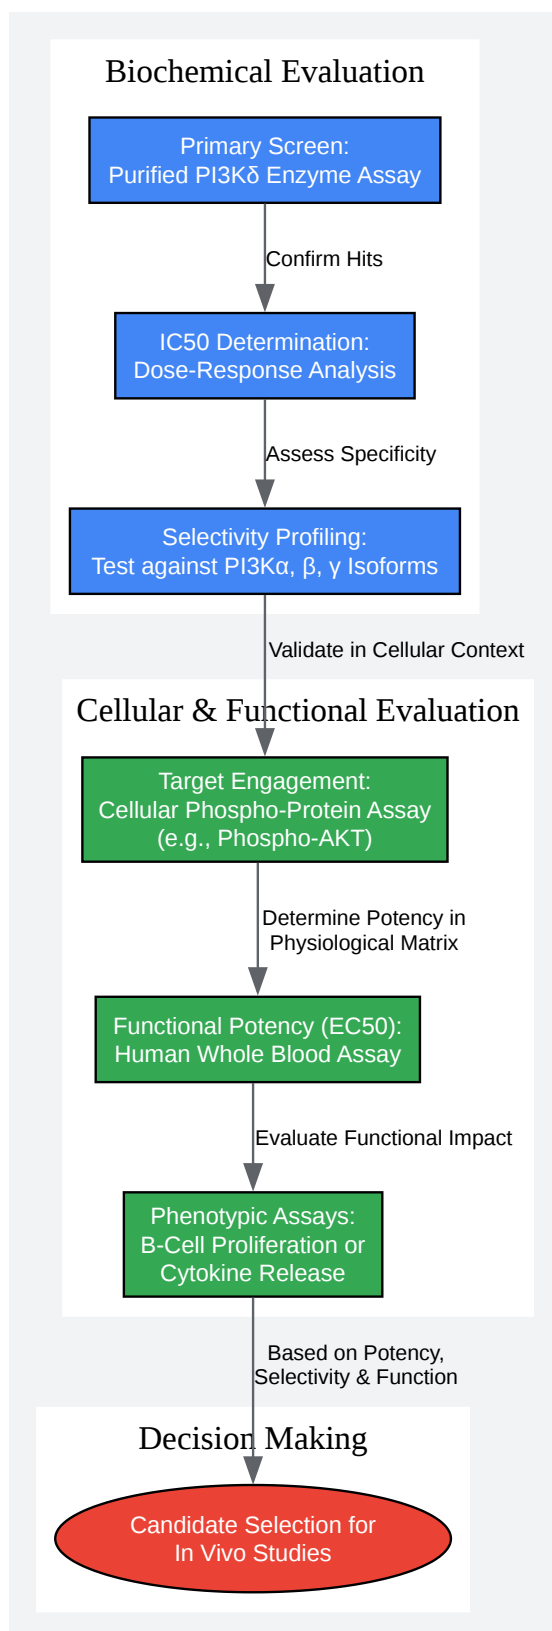 Biochemical Evaluation
Primary Screen:
Purified PI3Kδ Enzyme Assay
Confirm Hits
IC50 Determination:
Dose-Response Analysis
Assess Specificity
Selectivity Profiling:
Test against PI3Kα, β, γ Isoforms
Validate in Cellular Context
Cellular & Functional Evaluation
Target Engagement:
Cellular Phospho-Protein Assay
(e.g., Phospho-AKT)
Determine Potency in
Physiological Matrix
Functional Potency (EC50):
Human Whole Blood Assay
Evaluate Functional Impact
Phenotypic Assays:
B-Cell Proliferation or
Cytokine Release
Based on Potency,
Selectivity & Function
Decision Making
Candidate Selection for
In Vivo Studies